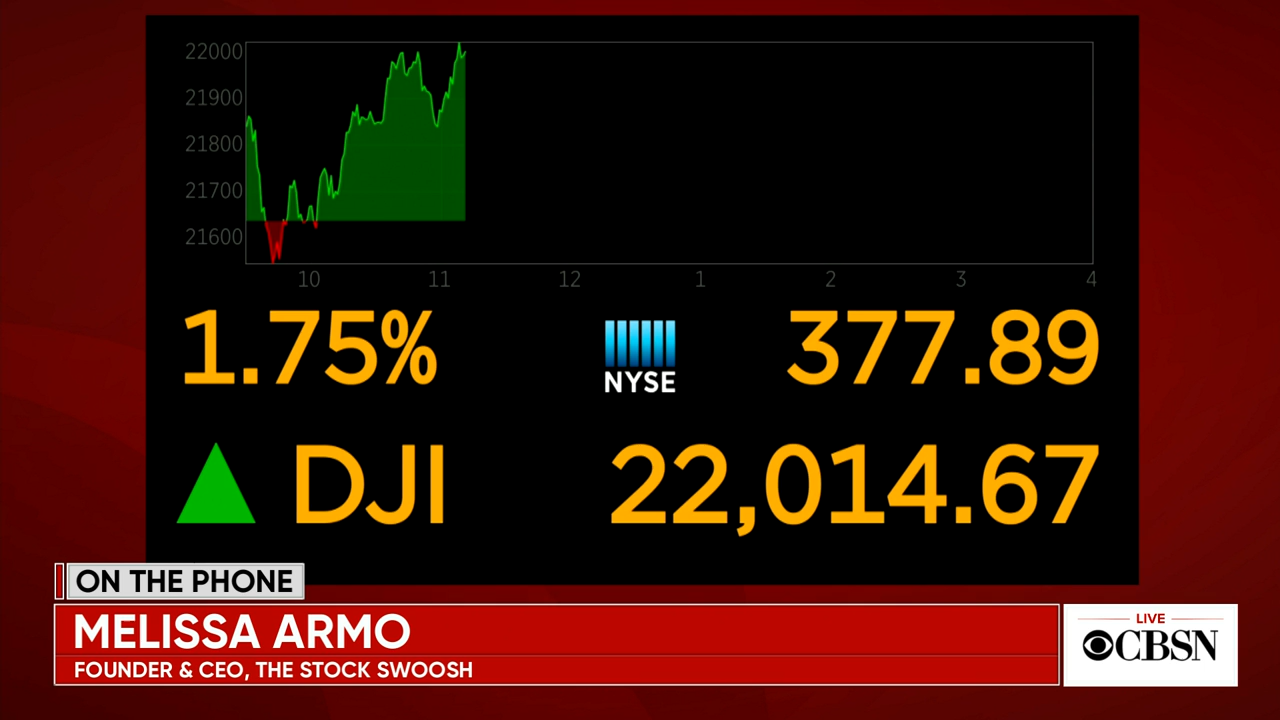 22000
21900
21800
21700
21600
10 11 12 1 2 3 4
1.75% NYSE 377.89
DJI 22,014.67
ON THE PHONE
MELISSA ARMO
FOUNDER & CEO, THE STOCK SWOOSH
LIVE
CBSN